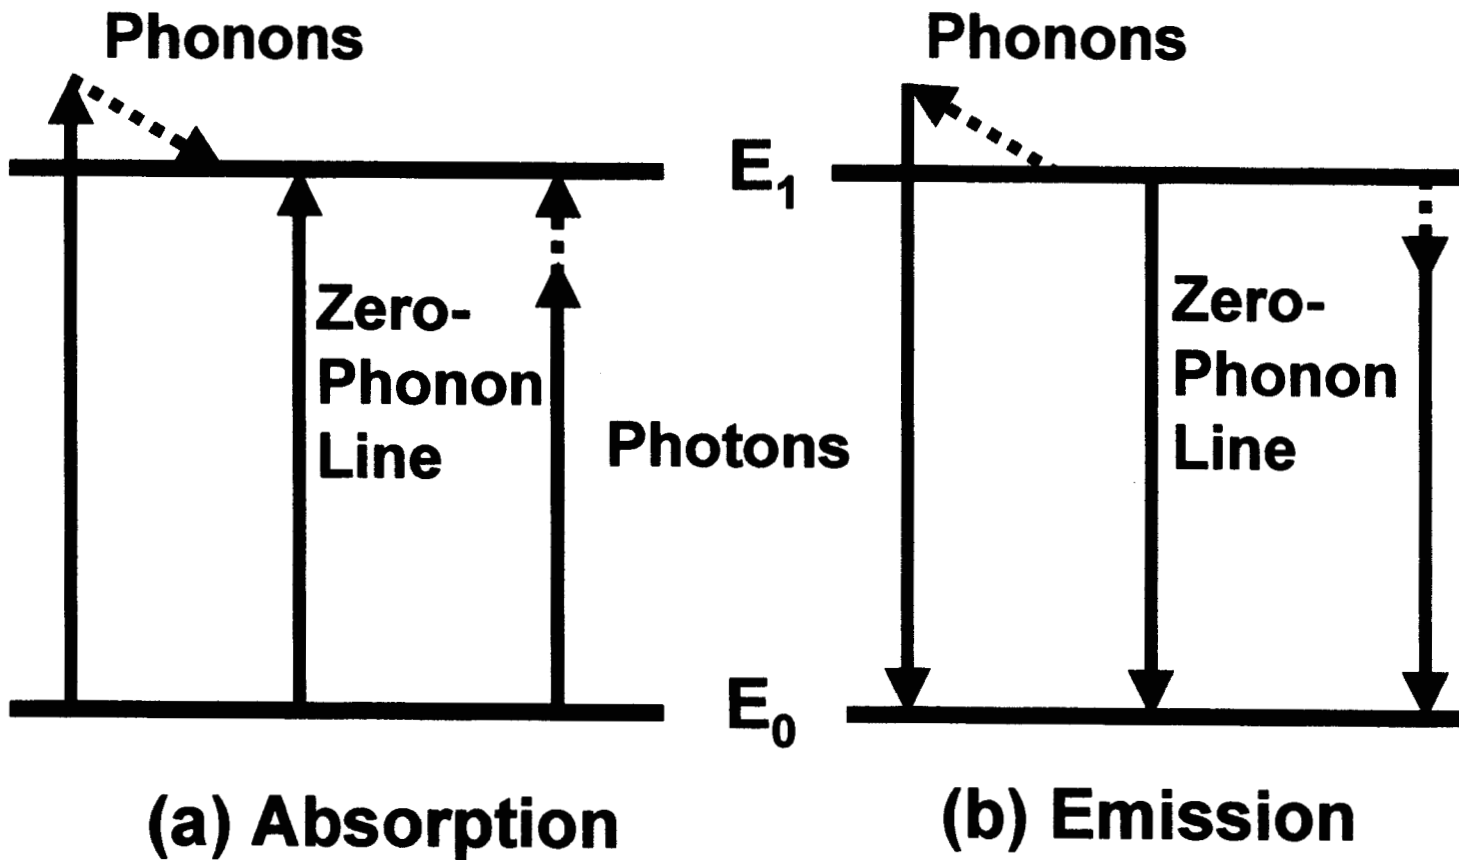 Phonons
Phonons
E₁
Zero-
Phonon
Line
Zero-
Phonon
Line
Photons
E₀
(a) Absorption
(b) Emission